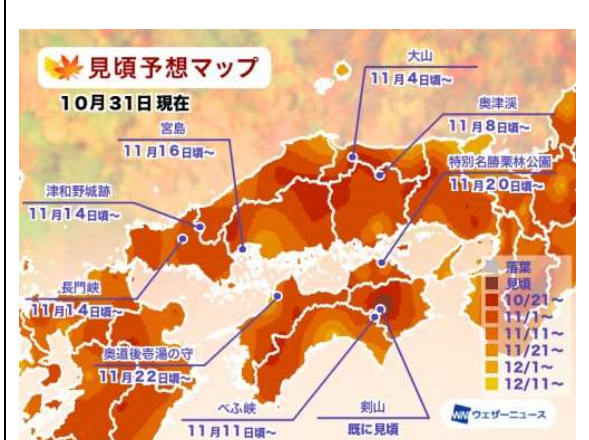 見頃予想マップ
10月31日現在
大山
11月4日頃〜
奥津渓
11月8日頃〜
宮島
11月16日頃〜
特別名勝栗林公園
11月20日頃〜
津和野城跡
11月14日頃〜
長門峡
11月14日頃〜
奥道後壱湯の守
11月22日頃〜
べふ峡
11月11日頃〜
剣山
既に見頃
落葉
見頃
10/21〜
11/1〜
11/11〜
11/21〜
12/1〜
12/11〜
WN ウェザーニュース